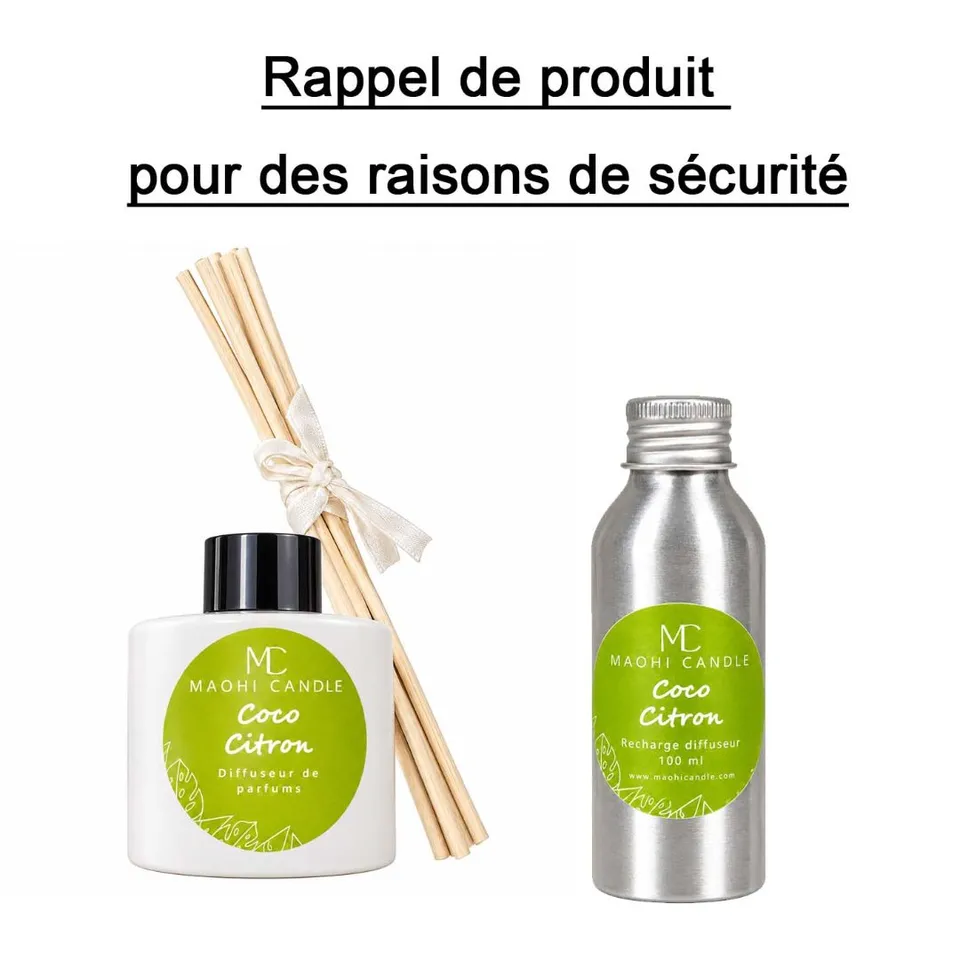 Rappel de produit
pour des raisons de sécurité
MC
MAOHI CANDLE
Coco
Citron
Diffuseur de
parfums
MC
MAOHI CANDLE
Coco
Citron
Recharge diffuseur
100 ml
www.maohicandle.com